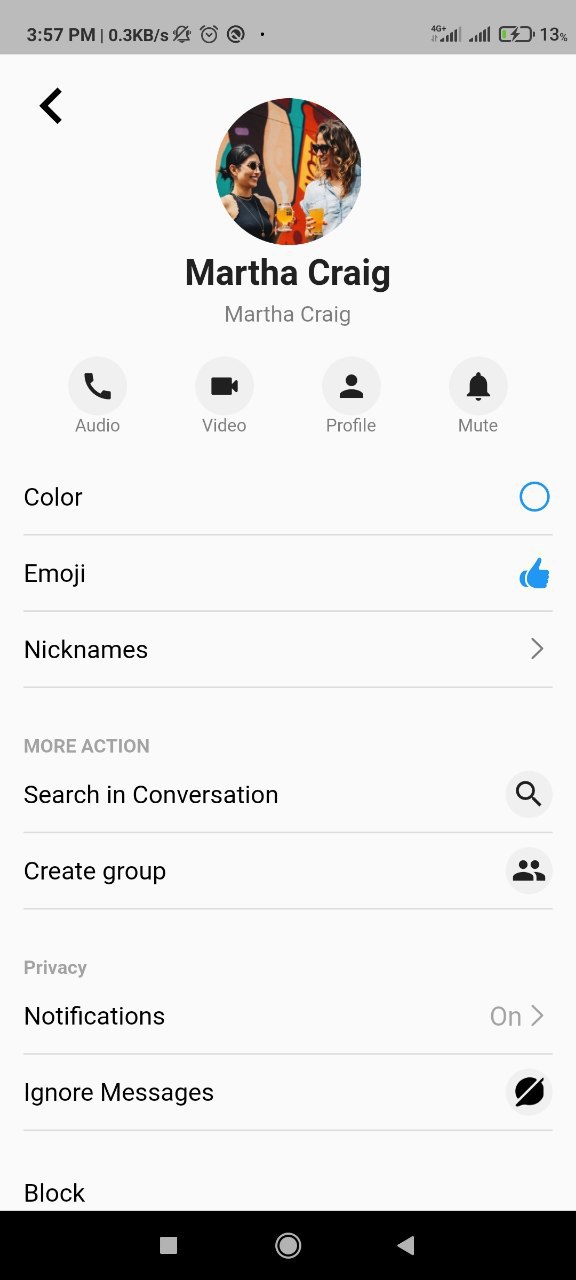 3:57 PM | 0.3KB/s 4G+ 13%
Martha Craig
Martha Craig
Audio Video Profile Mute
Color
Emoji
Nicknames
MORE ACTION
Search in Conversation
Create group
Privacy
Notifications On
Ignore Messages
Block